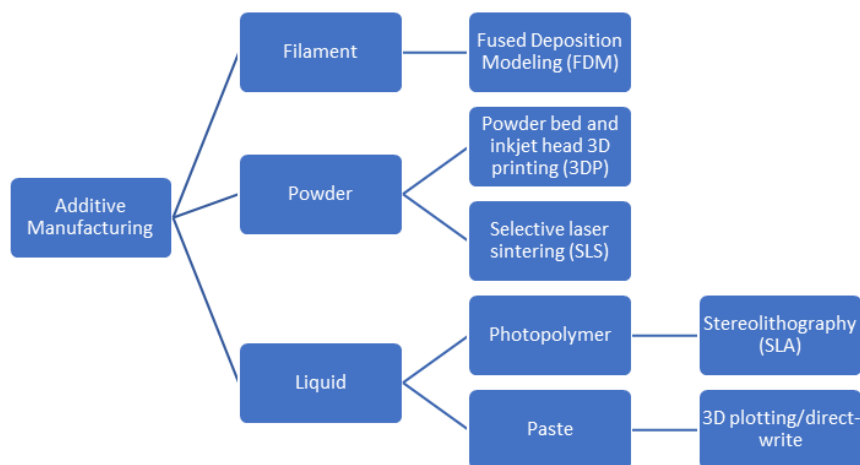 Additive
Manufacturing
Filament
Fused Deposition
Modeling (FDM)
Powder
Powder bed and
inkjet head 3D
printing (3DP)
Selective laser
sintering (SLS)
Liquid
Photopolymer
Stereolithography
(SLA)
Paste
3D plotting/direct-
write